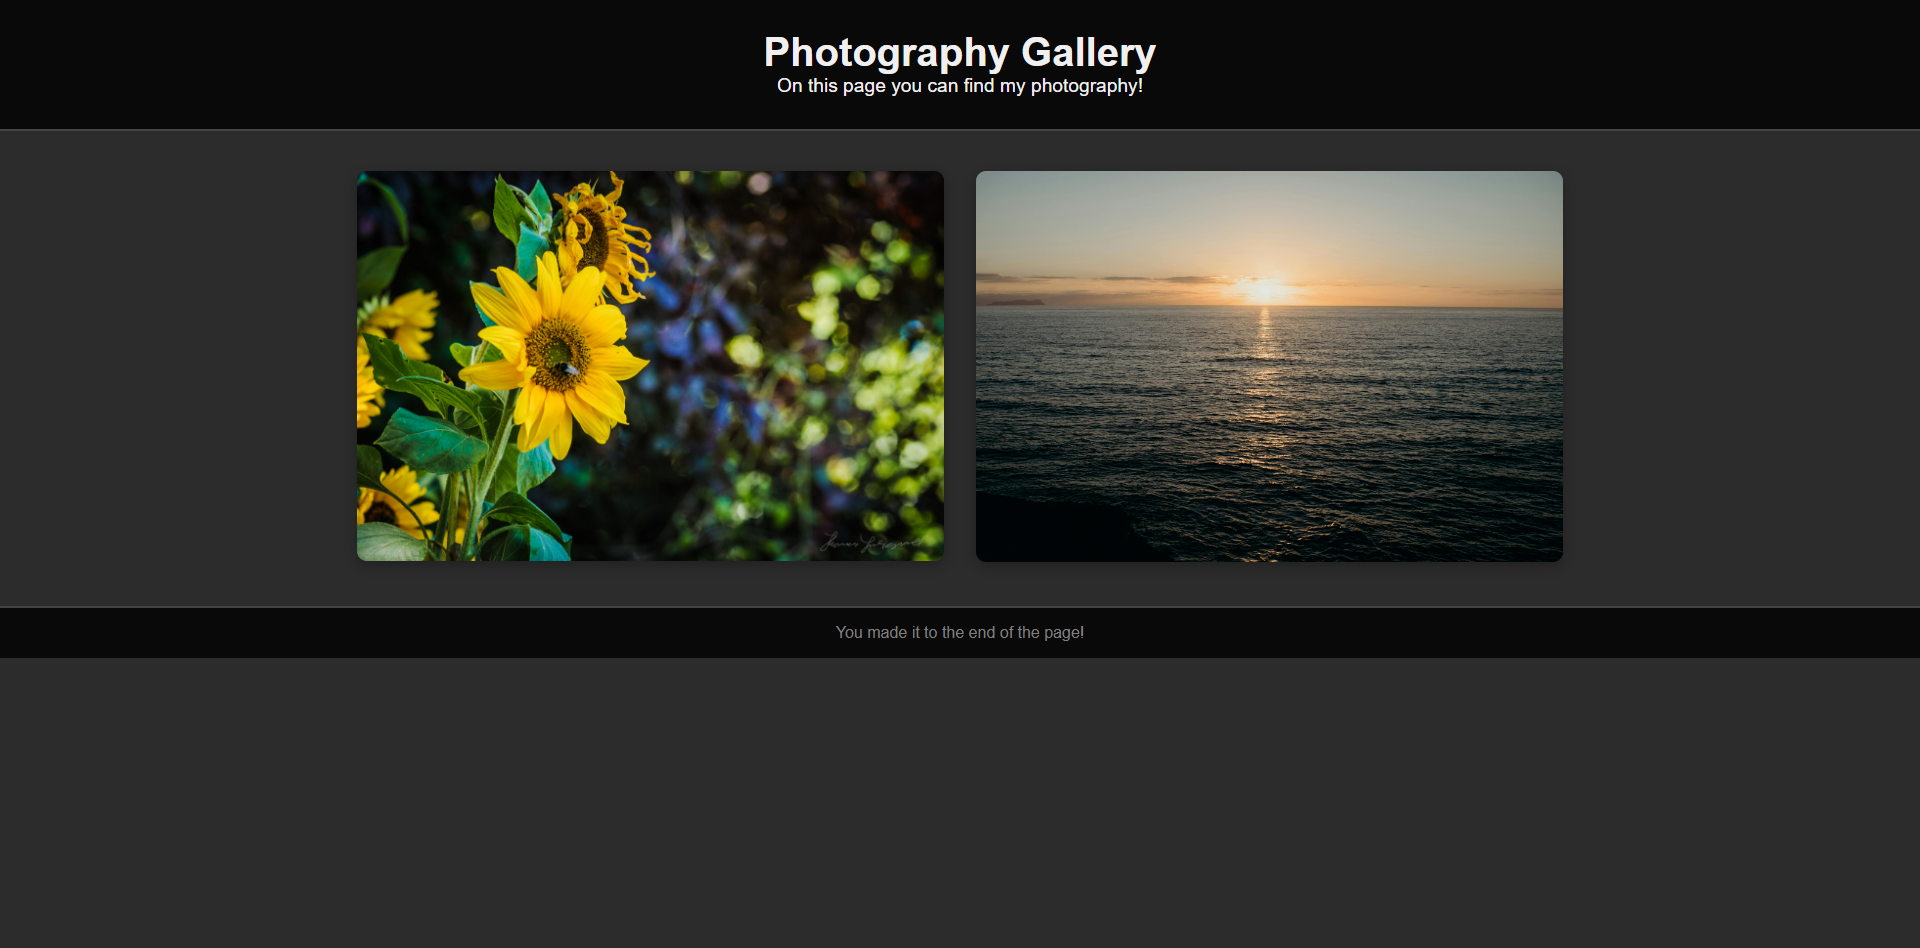 Photography Gallery
On this page you can find my photography!
You made it to the end of the page!